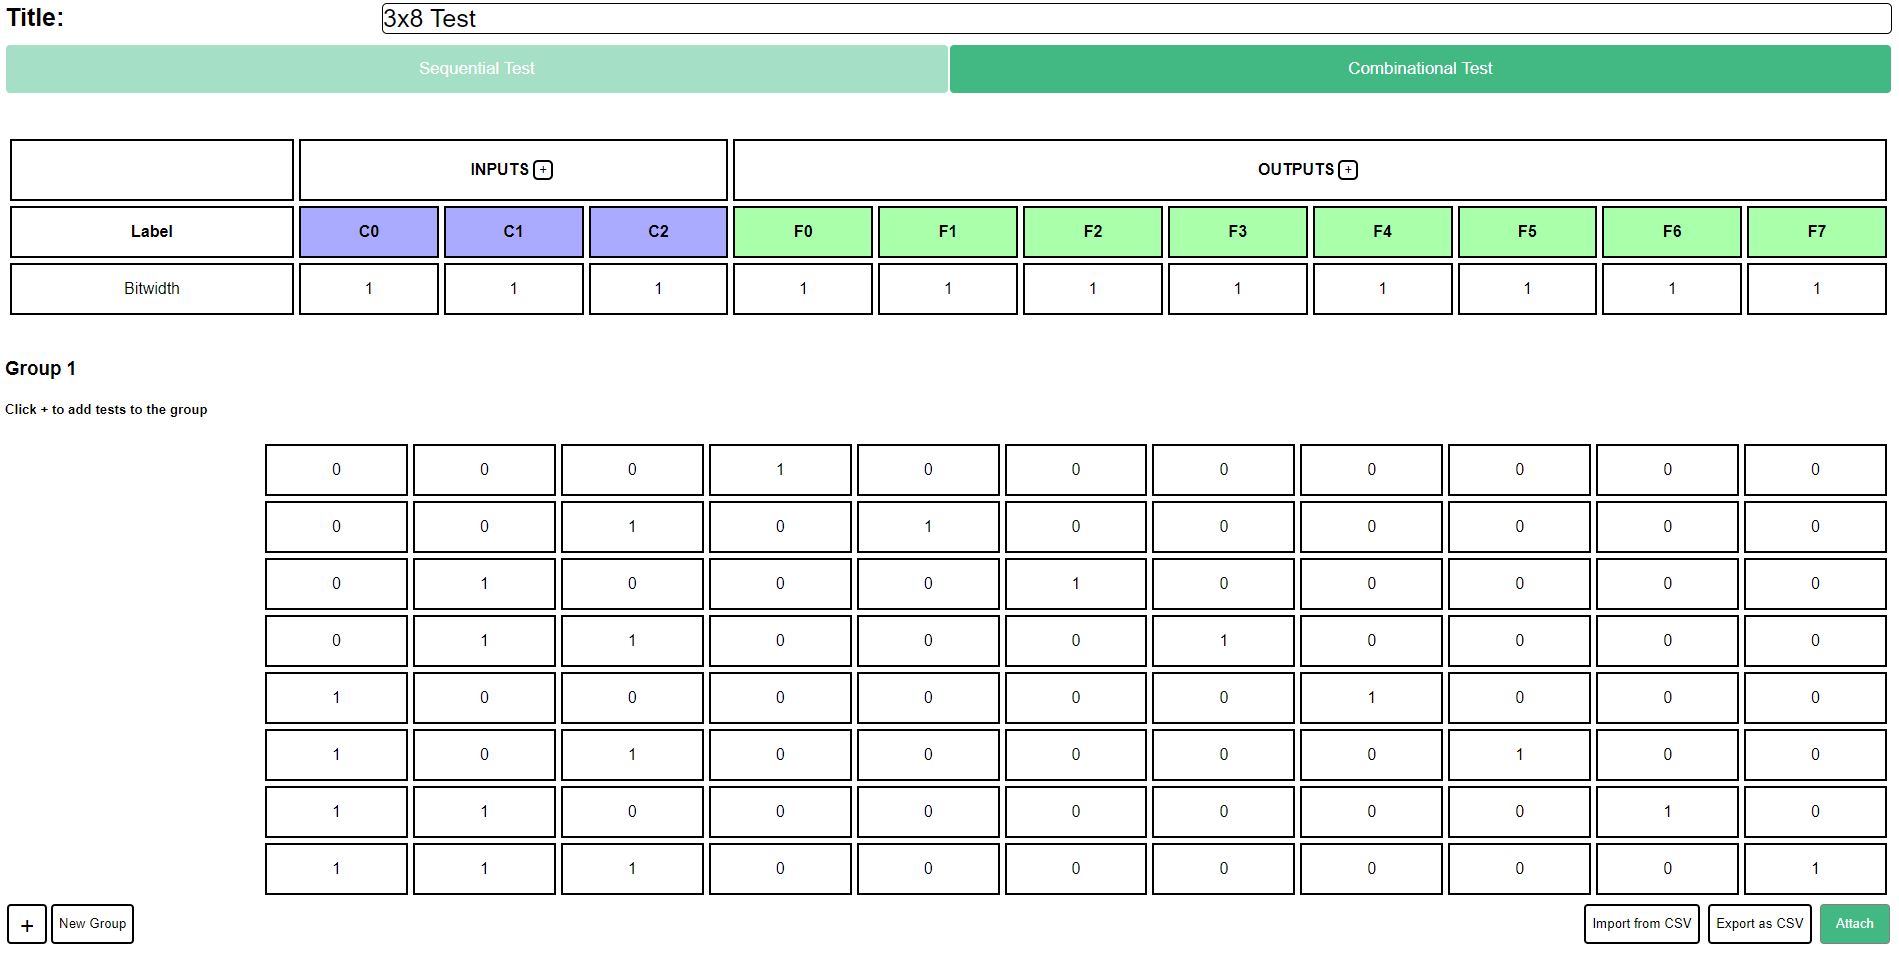 Title: 3x8 Test
Sequential Test Combinational Test
INPUTS + OUTPUTS +
Label C0 C1 C2 F0 F1 F2 F3 F4 F5 F6 F7
Bitwidth 1 1 1 1 1 1 1 1 1 1 1
Group 1
Click + to add tests to the group
0 0 0 1 0 0 0 0 0 0 0
0 0 1 0 1 0 0 0 0 0 0
0 1 0 0 0 1 0 0 0 0 0
0 1 1 0 0 0 1 0 0 0 0
1 0 0 0 0 0 0 1 0 0 0
1 0 1 0 0 0 0 0 1 0 0
1 1 0 0 0 0 0 0 0 1 0
1 1 1 0 0 0 0 0 0 0 1
+ New Group Import from CSV Export as CSV Attach